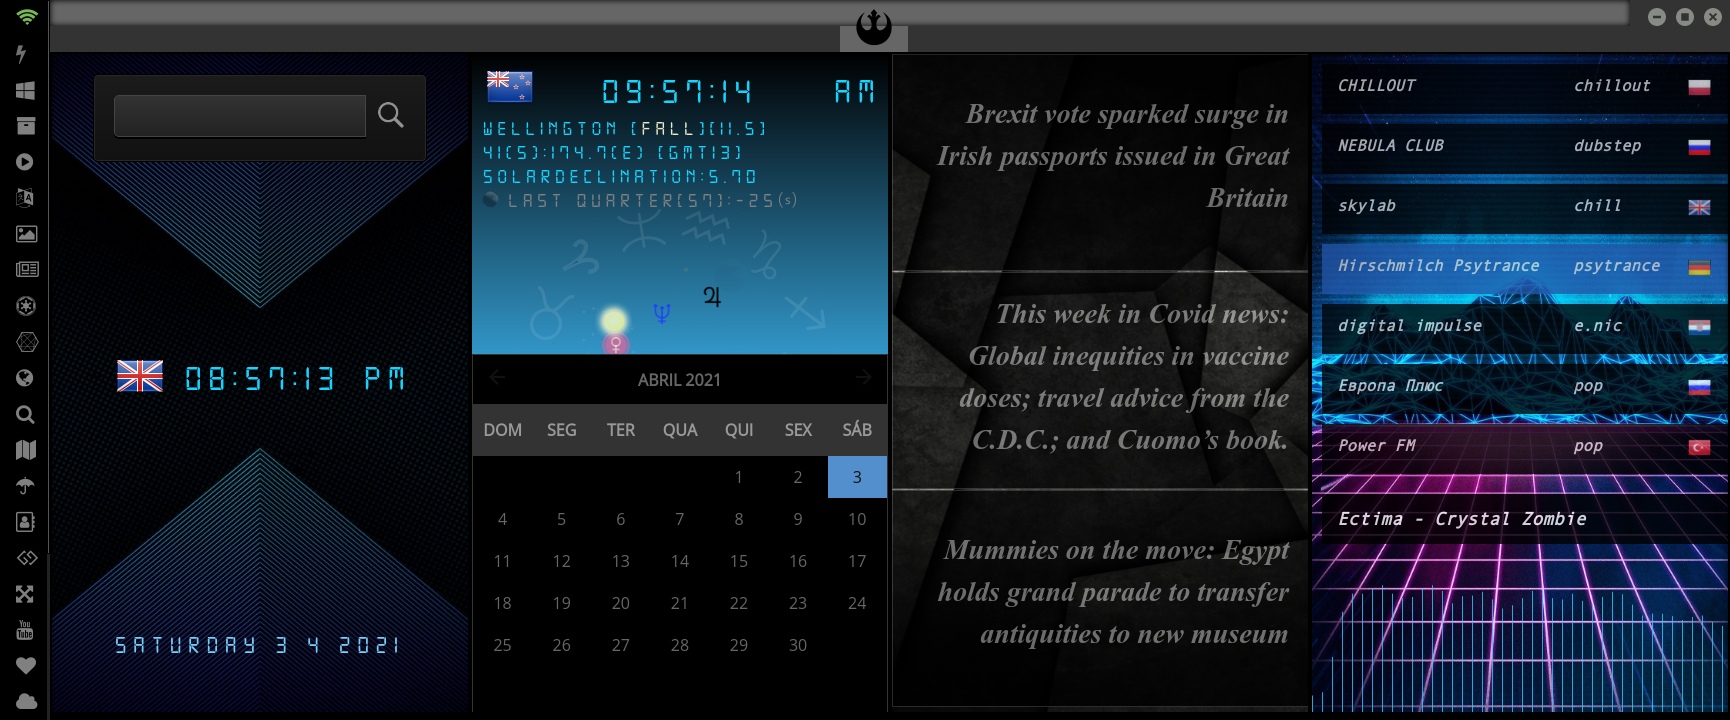 08:57:13 PM
SATURDAY 3 4 2021
09:57:14 AM
WELLINGTON [FALL][11.5]
41(S):174.7(E) [GMT13]
SOLARDECLINATION:5.70
LAST QUARTER[57]:-25(s)
ABRIL 2021
DOM SEG TER QUA QUI SEX SÁB
1 2 3
4 5 6 7 8 9 10
11 12 13 14 15 16 17
18 19 20 21 22 23 24
25 26 27 28 29 30
Brexit vote sparked surge in
Irish passports issued in Great
Britain
This week in Covid news:
Global inequities in vaccine
doses; travel advice from the
C.D.C.; and Cuomo’s book.
Mummies on the move: Egypt
holds grand parade to transfer
antiquities to new museum
CHILLOUT chillout
NEBULA CLUB dubstep
skylab chill
Hirschmilch Psytrance psytrance
digital impulse e.nic
Европа Плюс pop
Power FM pop
Ectima - Crystal Zombie
You
Tube